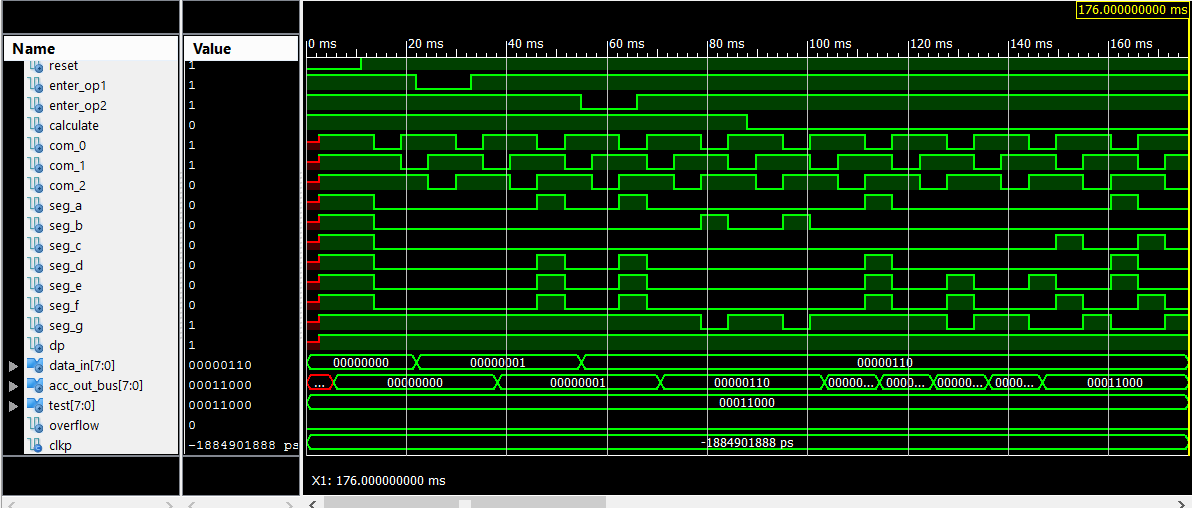 176.000000000 ms
Name Value 0 ms 20 ms 40 ms 60 ms 80 ms 100 ms 120 ms 140 ms 160 ms
reset 1
enter_op1 1
enter_op2 1
calculate 0
com_0 1
com_1 1
com_2 0
seg_a 0
seg_b 0
seg_c 0
seg_d 0
seg_e 0
seg_f 0
seg_g 1
dp 1
data_in[7:0] 00000110 00000000 00000001 00000110
acc_out_bus[7:0] 00011000 ... 00000000 00000001 00000110 00000... 0000... 00000... 0000... 00011000
test[7:0] 00011000 00011000
overflow 0
clkp -1884901888 ps -1884901888 ps
X1: 176.000000000 ms